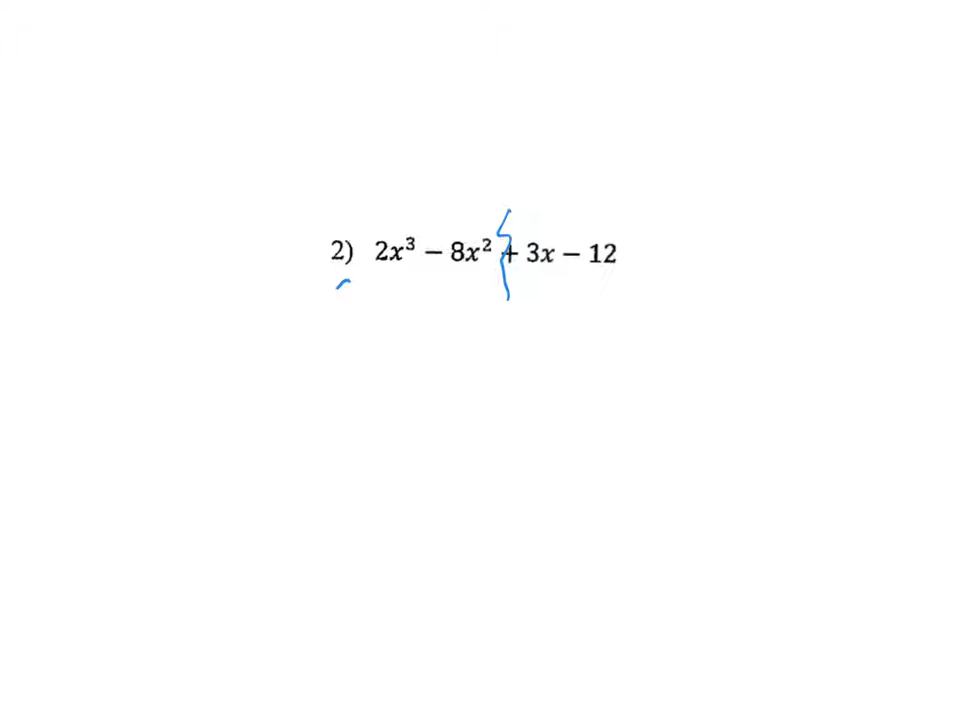 2) 2x³ − 8x² + 3x − 12